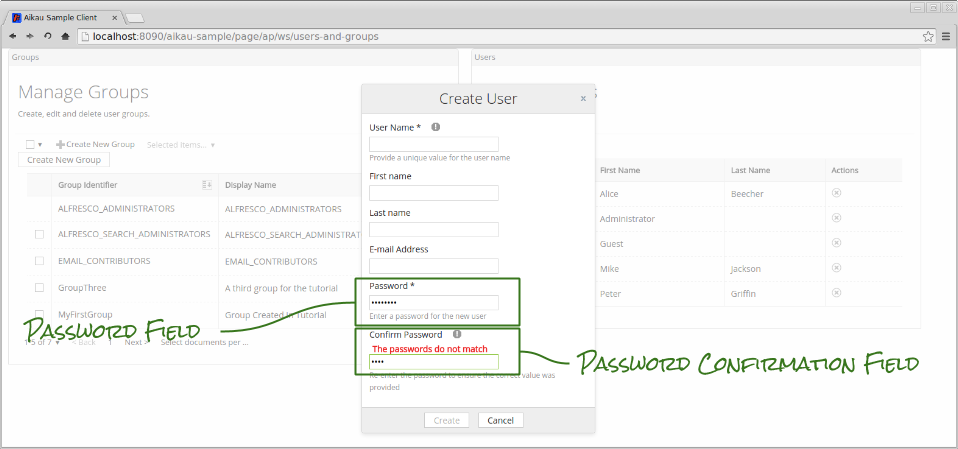 Aikau Sample Client
localhost:8090/aikau-sample/page/ap/ws/users-and-groups
Groups
Users
Manage Groups
Create, edit and delete user groups.
Create New Group
Selected items...
Create New Group
Group Identifier
Display Name
ALFRESCO_ADMINISTRATORS
ALFRESCO_ADMINISTRATORS
ALFRESCO_SEARCH_ADMINISTRATORS
ALFRESCO_SEARCH_ADMINISTRAT
EMAIL_CONTRIBUTORS
EMAIL_CONTRIBUTORS
GroupThree
A third group for the tutorial
MyFirstGroup
Group Created In Tutorial
1-5 of 7
< Back
1
Next >
Select documents per ...
Create User
User Name *
Provide a unique value for the user name
First name
Last name
E-mail Address
Password *
••••••••
Enter a password for the new user
Confirm Password
The passwords do not match
••••
Re-enter the password to ensure the correct value was
provided
Create
Cancel
First Name
Last Name
Actions
Alice
Beecher
Administrator
Guest
Mike
Jackson
Peter
Griffin
Password Field
Password Confirmation Field